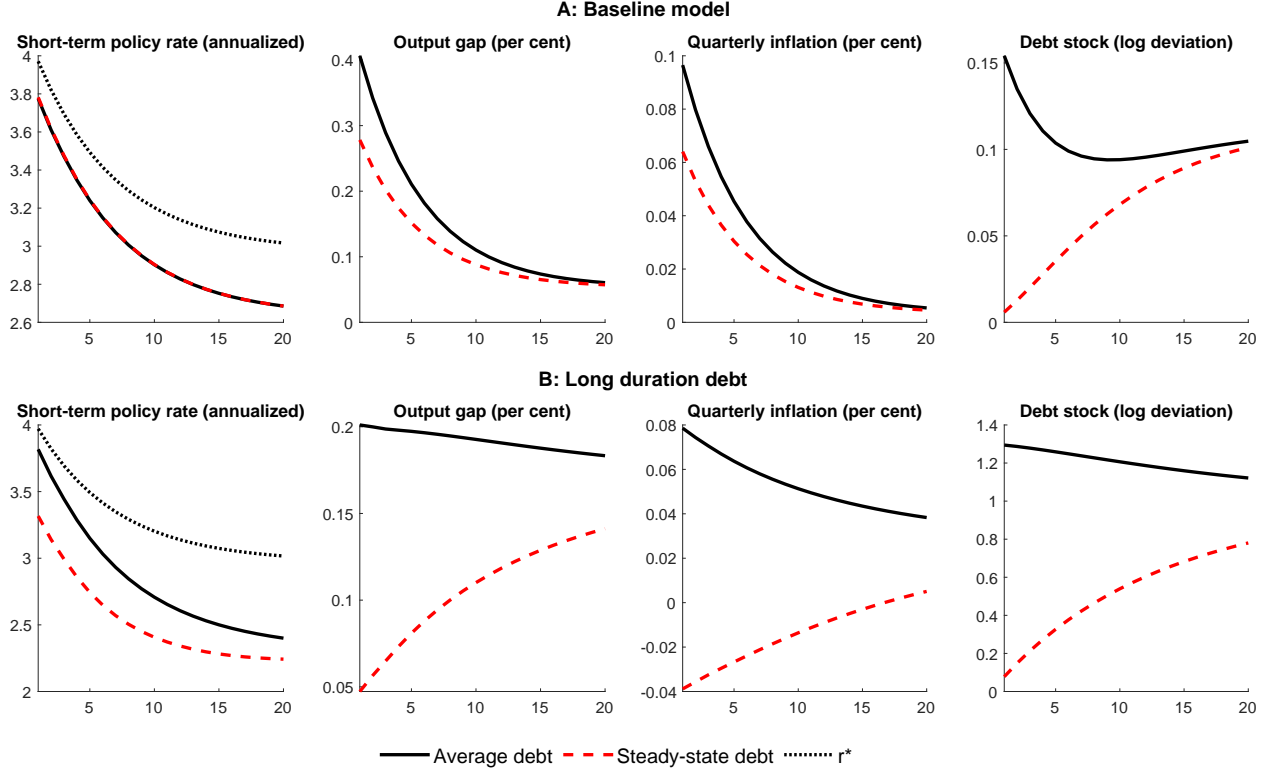 A: Baseline model
Short-term policy rate (annualized)
4
3.8
3.6
3.4
3.2
3
2.8
2.6
5 10 15 20
Output gap (per cent)
0.4
0.3
0.2
0.1
0
5 10 15 20
Quarterly inflation (per cent)
0.1
0.08
0.06
0.04
0.02
0
5 10 15 20
Debt stock (log deviation)
0.15
0.1
0.05
0
5 10 15 20
B: Long duration debt
Short-term policy rate (annualized)
4
3.5
3
2.5
2
5 10 15 20
Output gap (per cent)
0.2
0.15
0.1
0.05
5 10 15 20
Quarterly inflation (per cent)
0.08
0.06
0.04
0.02
0
-0.02
-0.04
5 10 15 20
Debt stock (log deviation)
1.4
1.2
1
0.8
0.6
0.4
0.2
0
5 10 15 20
Average debt Steady-state debt r*